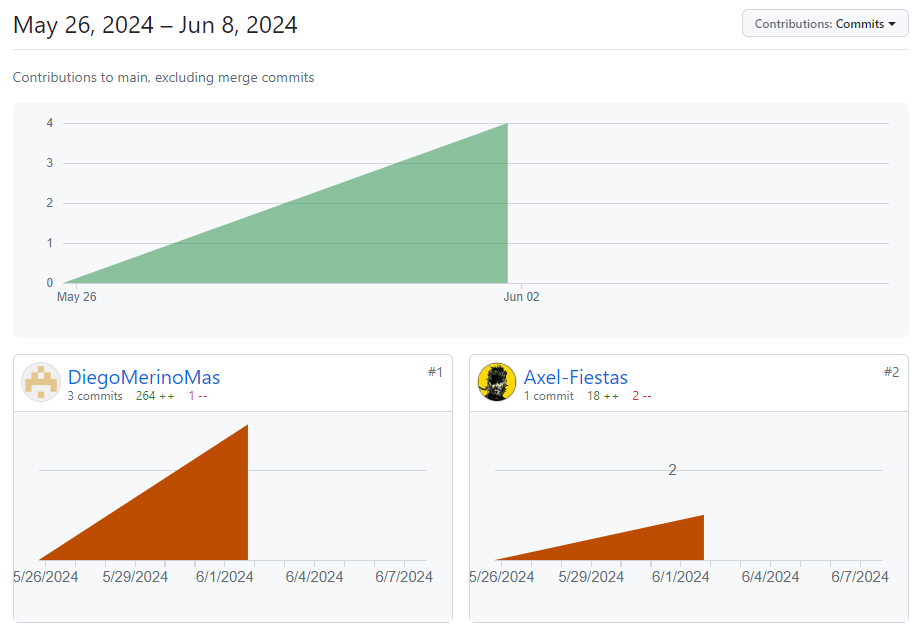 May 26, 2024 – Jun 8, 2024
Contributions: Commits
Contributions to main, excluding merge commits
4
3
2
1
0
May 26
Jun 02
DiegoMerinoMas
#1
3 commits 264 ++ 1 --
5/26/2024 5/29/2024 6/1/2024 6/4/2024 6/7/2024
Axel-Fiestas
#2
1 commit 18 ++ 2 --
2
5/26/2024 5/29/2024 6/1/2024 6/4/2024 6/7/2024